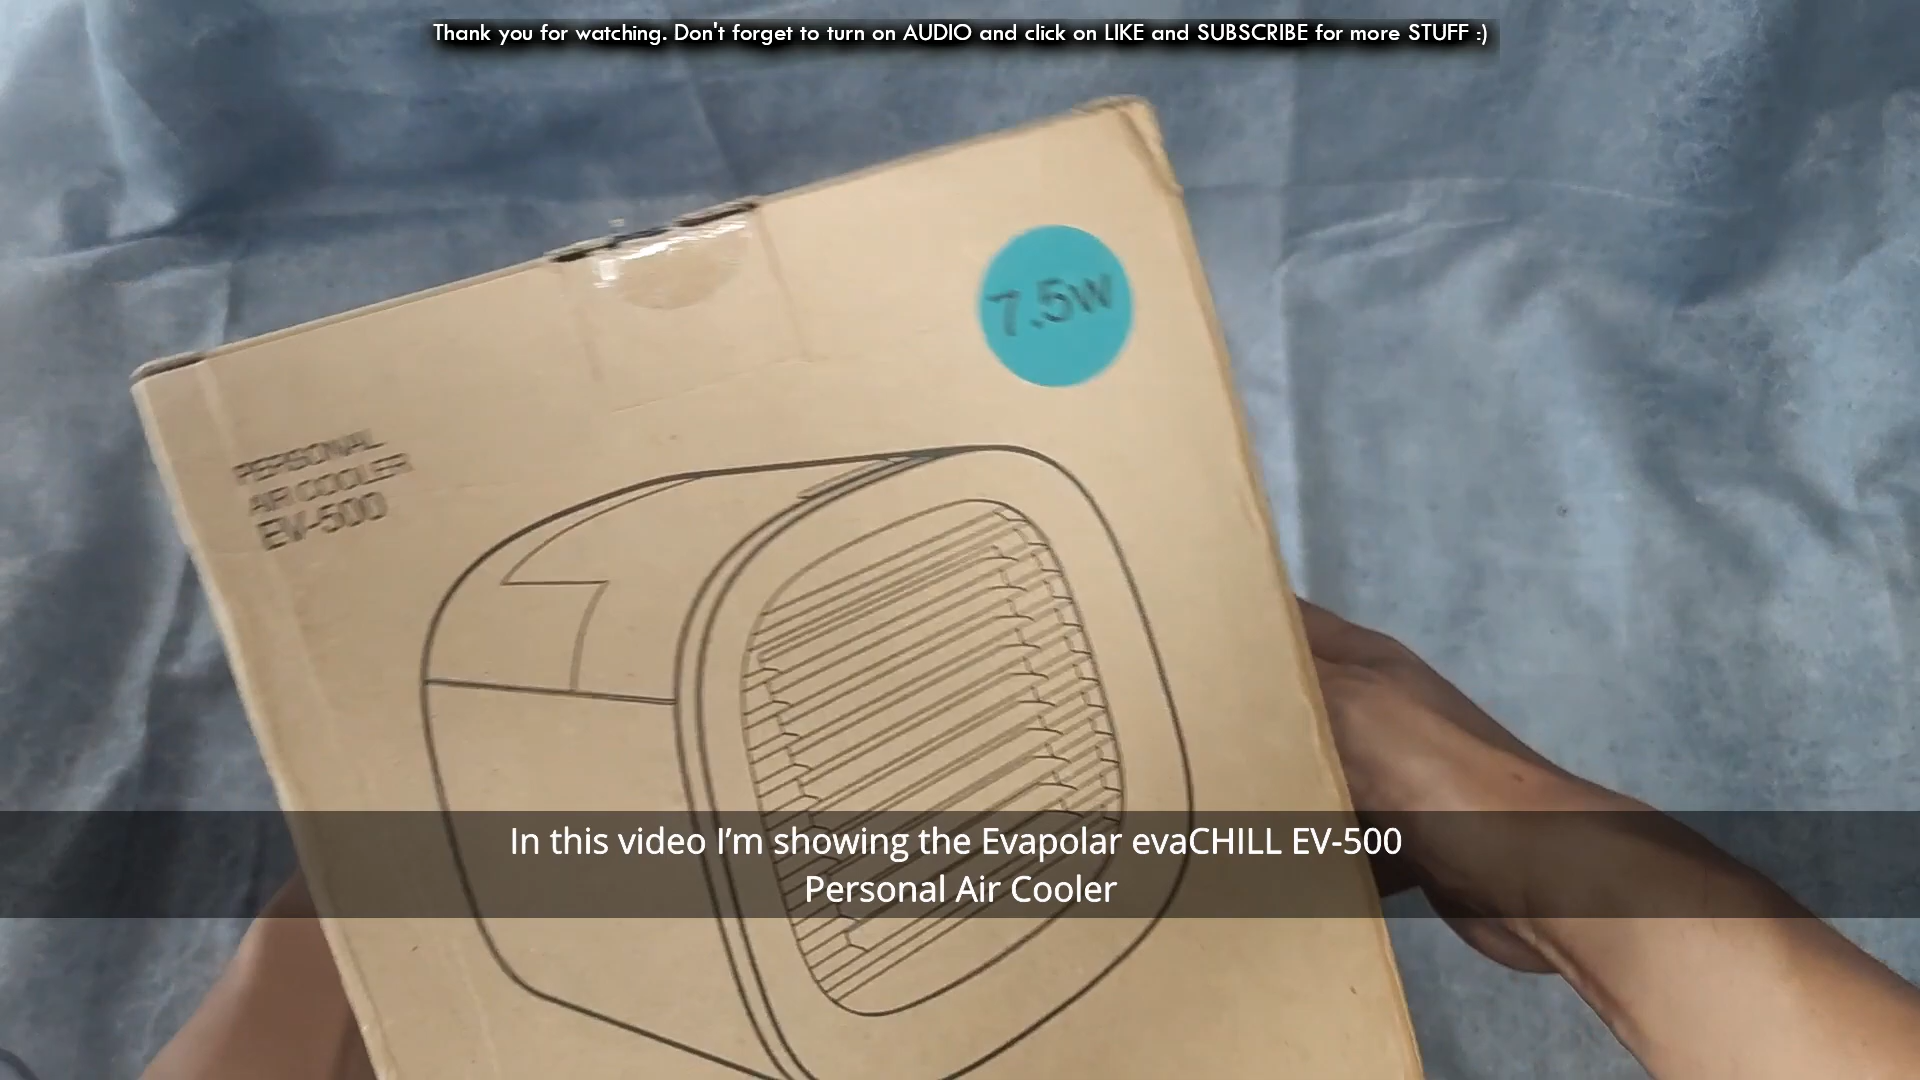 Thank you for watching. Don't forget to turn on AUDIO and click on LIKE and SUBSCRIBE for more STUFF :)
7.5w
PERSONAL
AIR COOLER
EV-500
In this video I’m showing the Evapolar evaCHILL EV-500
Personal Air Cooler